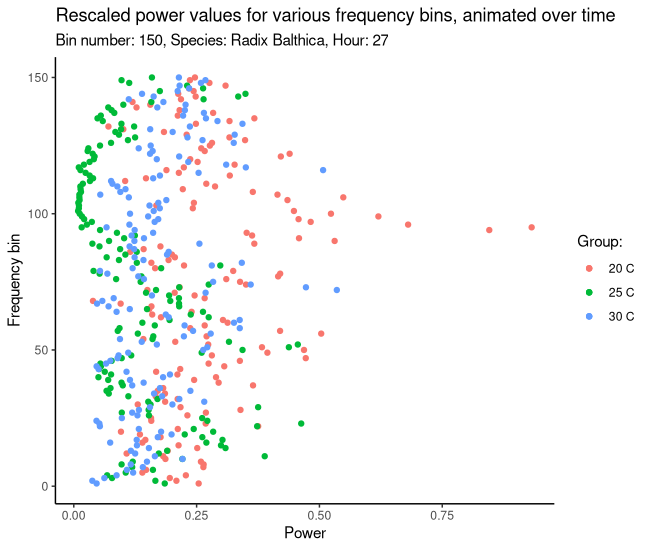 Rescaled power values for various frequency bins, animated over time
Bin number: 150, Species: Radix Balthica, Hour: 27
150
100
50
0
Frequency bin
0.00 0.25 0.50 0.75
Power
Group:
20 C
25 C
30 C